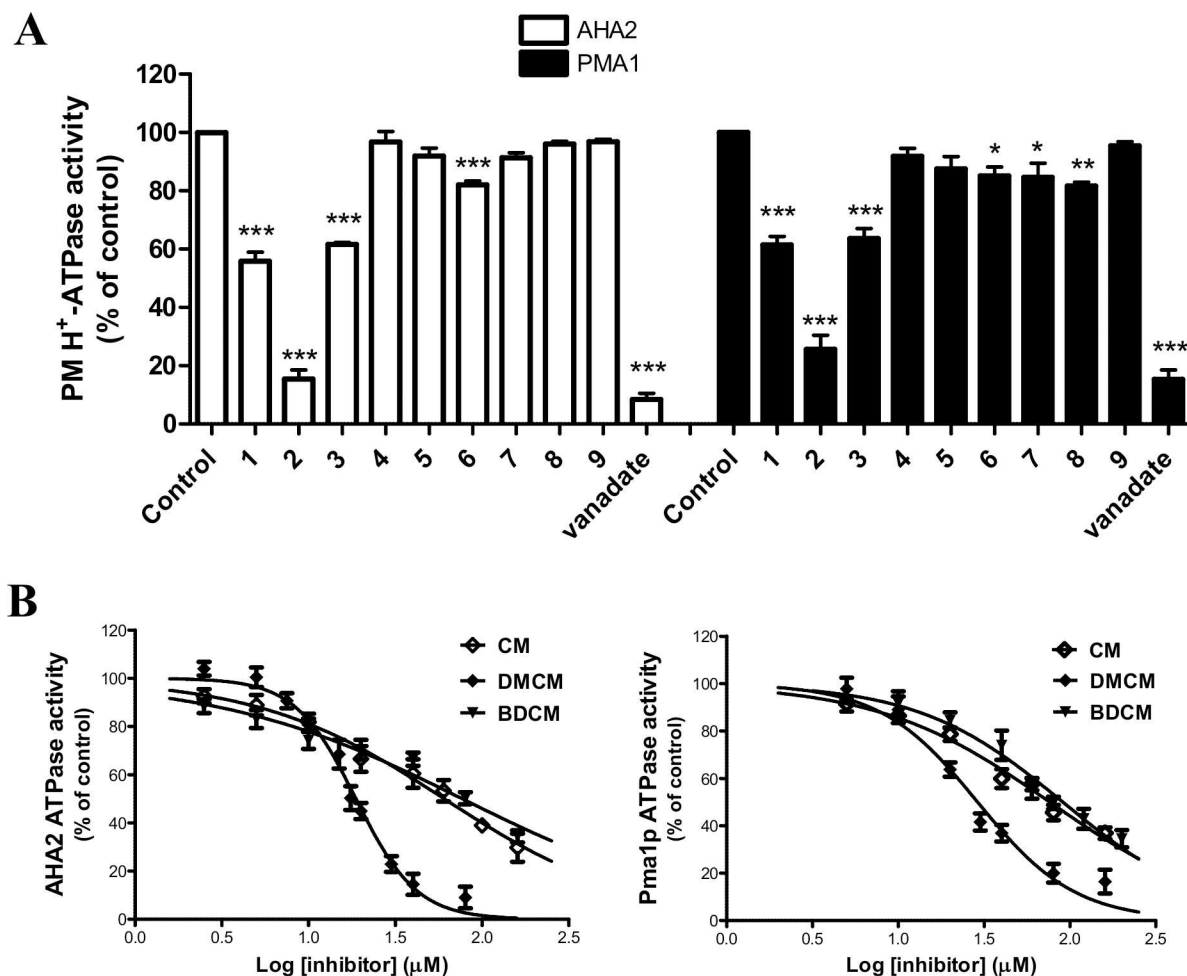 A
AHA2
PMA1
PM H⁺-ATPase activity
(% of control)
120
100
80
60
40
20
0
***
***
***
***
***
***
***
***
*
*
**
***
Control 1 2 3 4 5 6 7 8 9 vanadate Control 1 2 3 4 5 6 7 8 9 vanadate
B
AHA2 ATPase activity
(% of control)
120
100
80
60
40
20
0
CM
DMCM
BDCM
0.0 0.5 1.0 1.5 2.0 2.5
Log [inhibitor] (μM)
Pma1p ATPase activity
(% of control)
120
100
80
60
40
20
0
CM
DMCM
BDCM
0.0 0.5 1.0 1.5 2.0 2.5
Log [inhibitor] (μM)